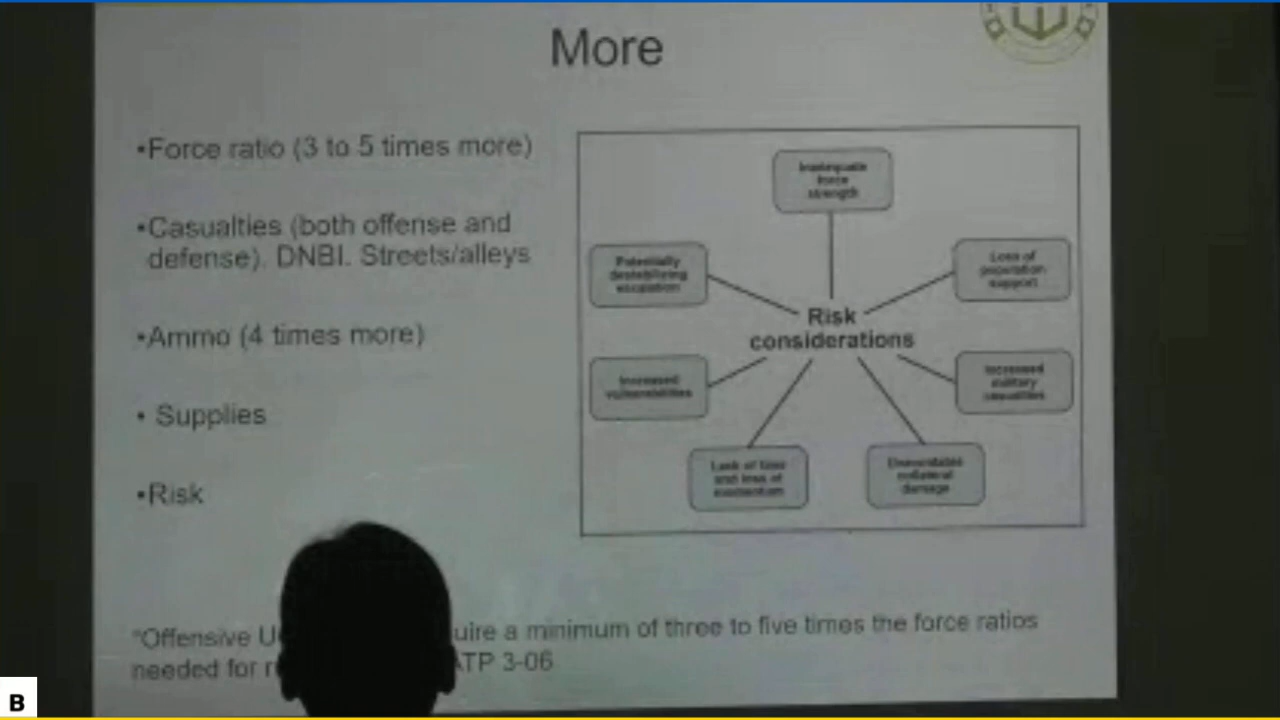 More
•Force ratio (3 to 5 times more)
•Casualties (both offense and
defense). DNBI. Streets/alleys
•Ammo (4 times more)
• Supplies
•Risk
Inadequate
force
strength
Potentially
destabilizing
Loss of
population
support
Risk
considerations
Increased
vulnerabilities
Increased
military
casualties
Lack of time
and loss of
momentum
collateral
damage
"Offensive a minimum of three to five times the force ratios
needed for ATP 3-06
B